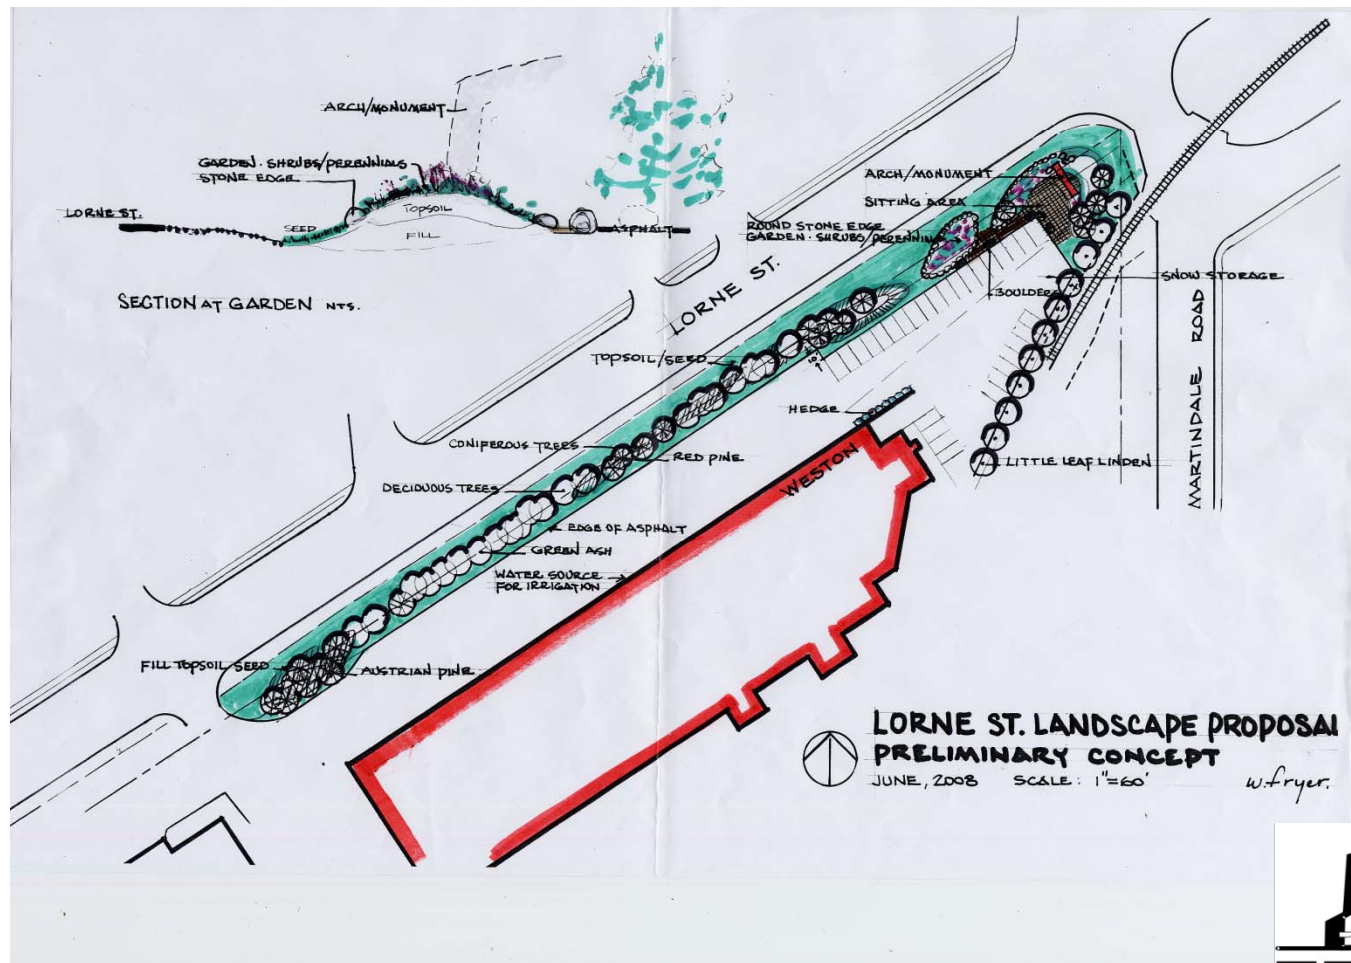 ARCH/MONUMENT
GARDEN. SHRUBS/PERENNIALS
STONE EDGE
LORNE ST.
SEED
TOPSOIL
FILL
ASPHALT
SECTION AT GARDEN NTS.
ARCH/MONUMENT
SITTING AREA
ROUND STONE EDGE
GARDEN. SHRUBS/PERENNIALS
LORNE ST.
BOULDERS
SNOW STORAGE
MARTINDALE ROAD
TOPSOIL/SEED
HEDGE
CONIFEROUS TREES
RED PINE
LITTLE LEAF LINDEN
WESTON
DECIDUOUS TREES
EDGE OF ASPHALT
GREEN ASH
WATER SOURCE
FOR IRRIGATION
FILL TOPSOIL SEED
AUSTRIAN PINE
LORNE ST. LANDSCAPE PROPOSAL
PRELIMINARY CONCEPT
JUNE, 2008 SCALE: 1"=60' w.fryer.